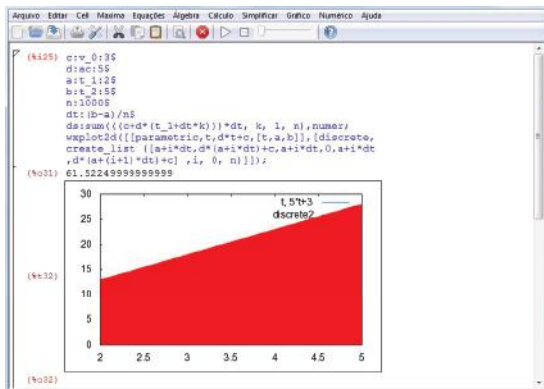 Arquivo Editar Cell Maxima Equações Álgebra Cálculo Simplificar Gráfico Numérico Ajuda
(%i25) c:v_0:3$
d:ac:5$
a:t_1:2$
b:t_2:5$
n:1000$
dt:(b-a)/n$
ds:sum(((c+d*(t_1+dt*k)))*dt, k, 1, n),numer;
wxplot2d([[parametric,t,d*t+c,[t,a,b]],[discrete,
create_list ([a+i*dt,d*(a+i*dt)+c,a+i*dt,0,a+i*dt
,d*(a+(i+1)*dt)+c] ,i, 0, n)]]);
(%o31) 61.52249999999999
(%t32)
30
25
20
15
10
5
0
t, 5*t+3
discrete2
2 2.5 3 3.5 4 4.5 5
(%o32)